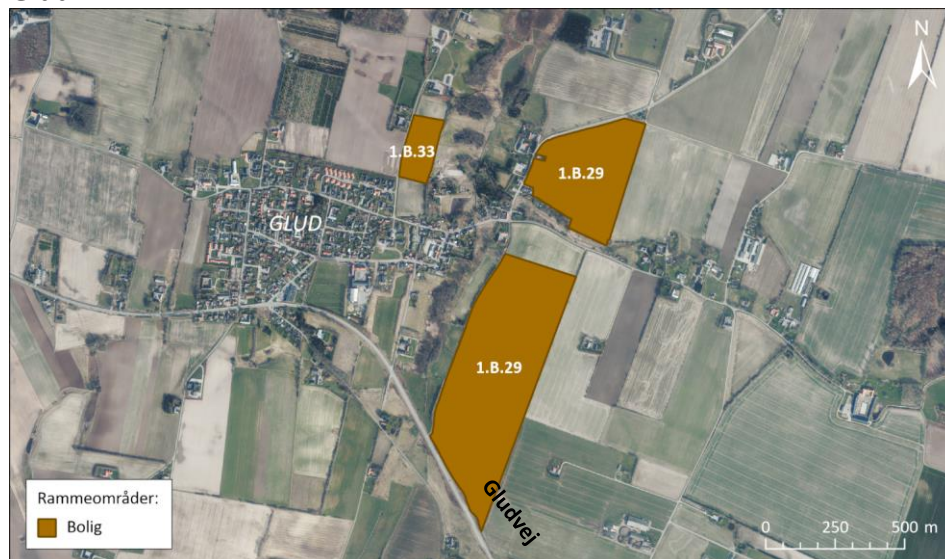 N
1.B.33
1.B.29
GLUD
1.B.29
Gludvej
Rammeområder:
Bolig
0 250 500 m